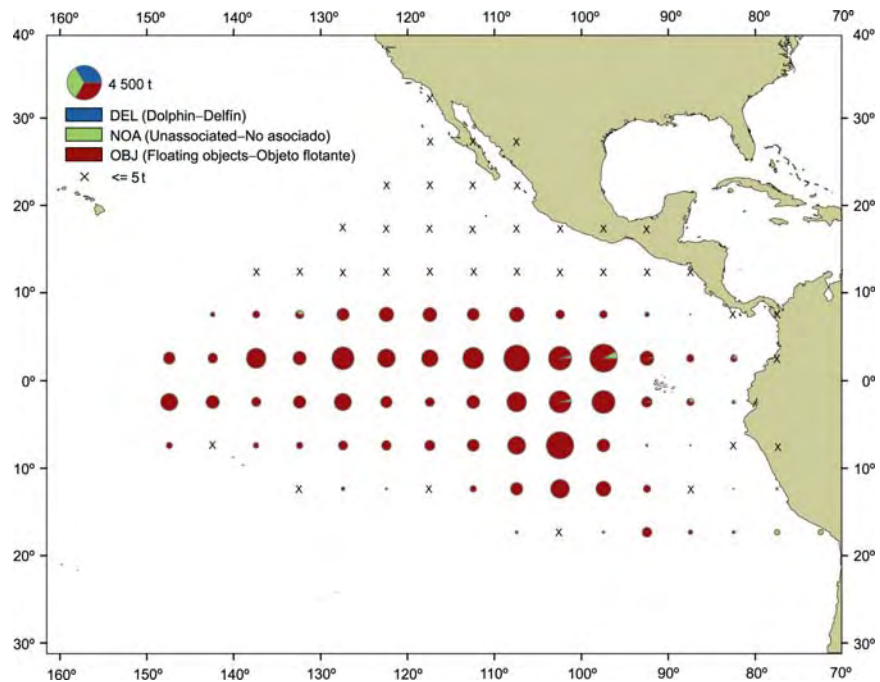 160º 150º 140º 130º 120º 110º 100º 90º 80º 70º
40º 40º
4 500 t
DEL (Dolphin–Delfín)
30º 30º
NOA (Unassociated–No asociado)
OBJ (Floating objects–Objeto flotante)
X <= 5 t
20º 20º
10º 10º
0º 0º
10º 10º
20º 20º
30º 30º
160º 150º 140º 130º 120º 110º 100º 90º 80º 70º